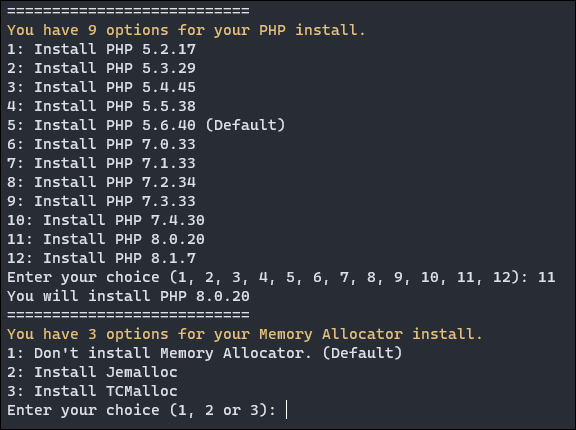 ===========================
You have 9 options for your PHP install.
1: Install PHP 5.2.17
2: Install PHP 5.3.29
3: Install PHP 5.4.45
4: Install PHP 5.5.38
5: Install PHP 5.6.40 (Default)
6: Install PHP 7.0.33
7: Install PHP 7.1.33
8: Install PHP 7.2.34
9: Install PHP 7.3.33
10: Install PHP 7.4.30
11: Install PHP 8.0.20
12: Install PHP 8.1.7
Enter your choice (1, 2, 3, 4, 5, 6, 7, 8, 9, 10, 11, 12): 11
You will install PHP 8.0.20
===========================
You have 3 options for your Memory Allocator install.
1: Don't install Memory Allocator. (Default)
2: Install Jemalloc
3: Install TCMalloc
Enter your choice (1, 2 or 3):